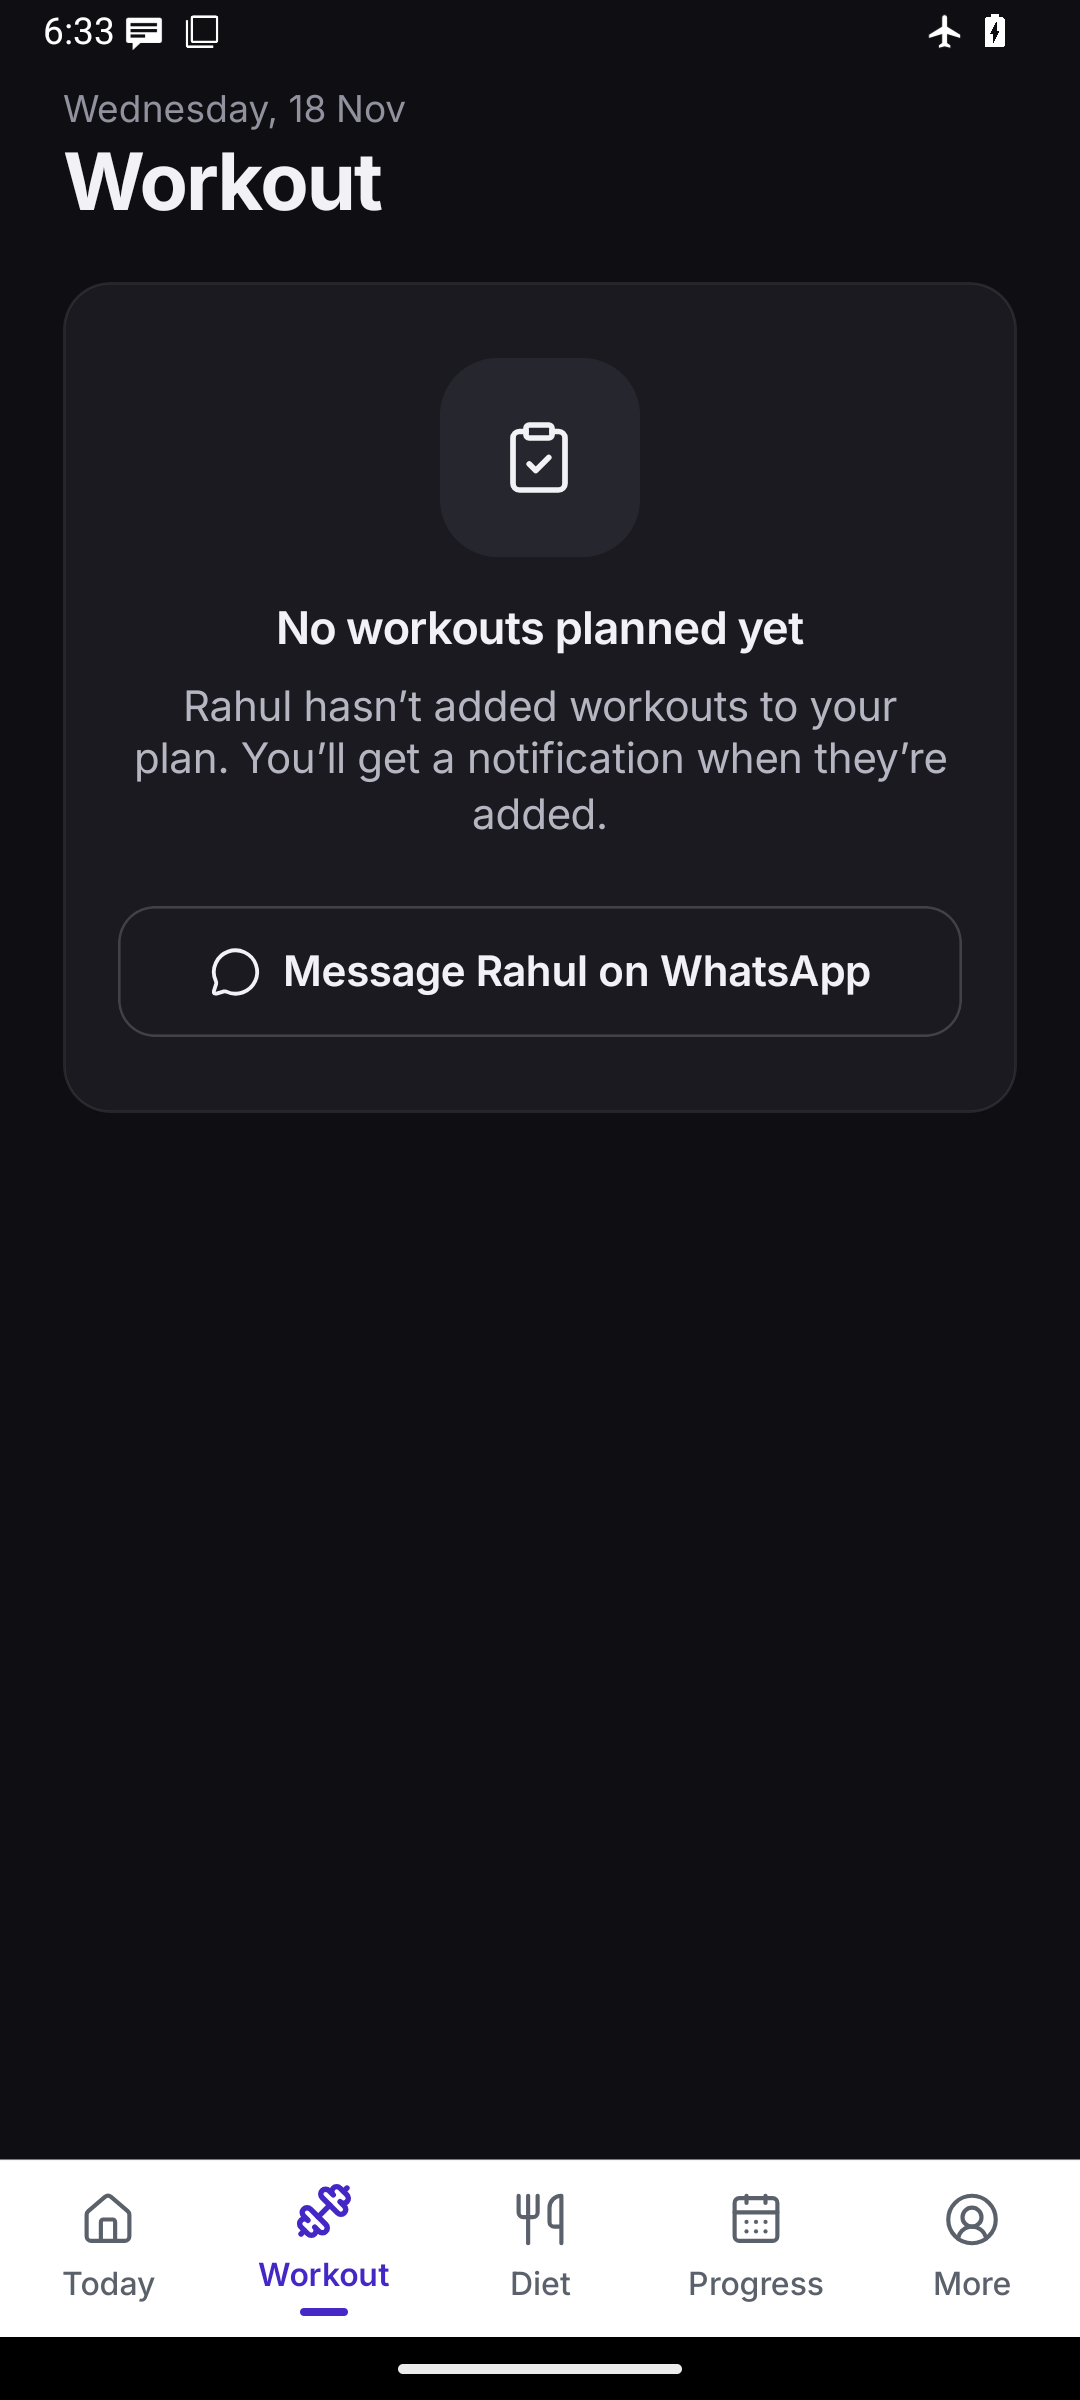 6:33
Wednesday, 18 Nov
Workout
No workouts planned yet
Rahul hasn’t added workouts to your
plan. You’ll get a notification when they’re
added.
Message Rahul on WhatsApp
Today
Workout
Diet
Progress
More